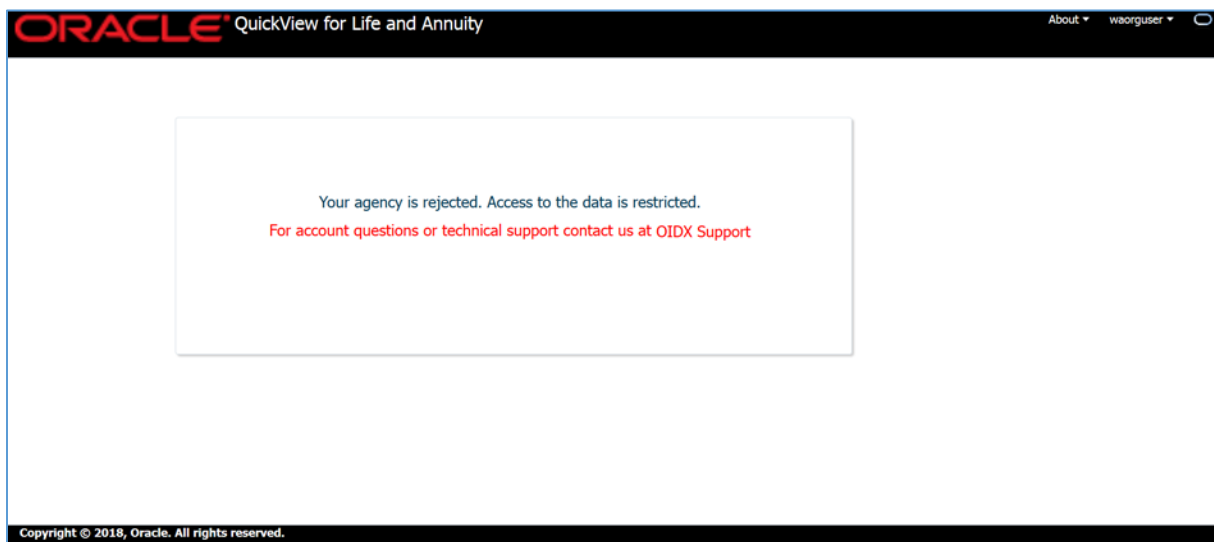 ORACLE® QuickView for Life and Annuity About waorguser
Your agency is rejected. Access to the data is restricted.
For account questions or technical support contact us at OIDX Support
Copyright © 2018, Oracle. All rights reserved.